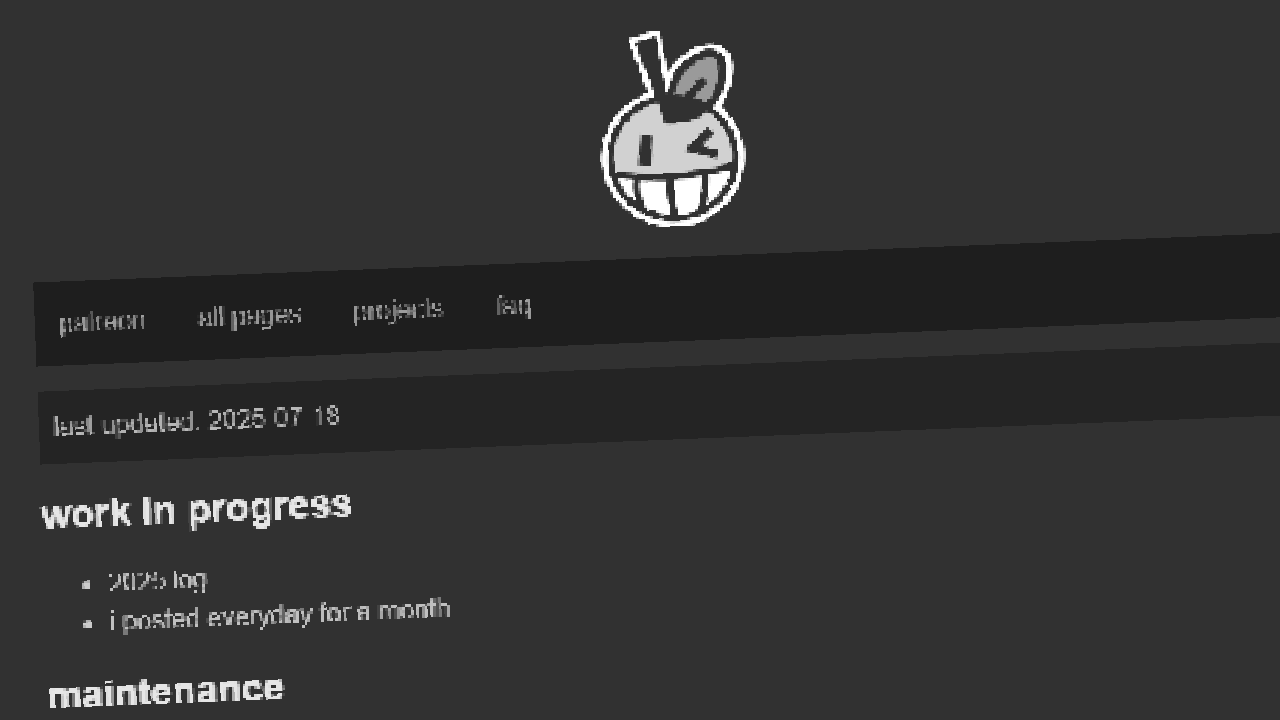 patreon all pages projects faq
last updated. 2025 07 18
work in progress
2025 log
i posted everyday for a month
maintenance